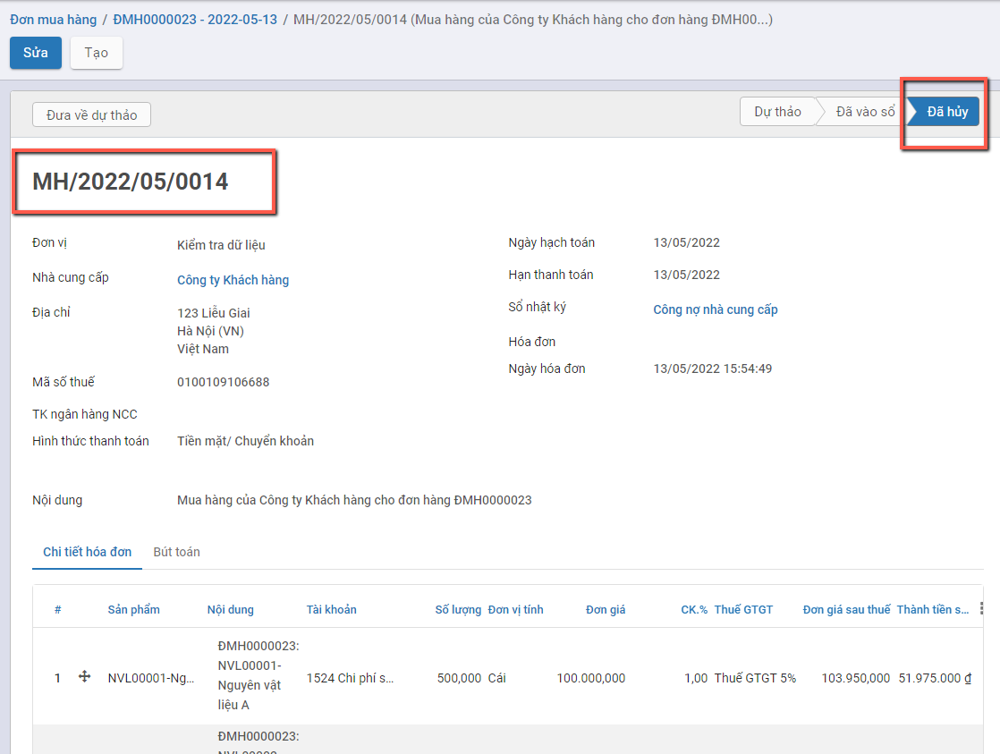 Đơn mua hàng / ĐMH0000023 - 2022-05-13 / MH/2022/05/0014 (Mua hàng của Công ty Khách hàng cho đơn hàng ĐMH00...)
Sửa Tạo
Đưa về dự thảo Dự thảo Đã vào sổ Đã hủy
MH/2022/05/0014
Đơn vị Kiểm tra dữ liệu Ngày hạch toán 13/05/2022
Nhà cung cấp Công ty Khách hàng Hạn thanh toán 13/05/2022
Địa chỉ 123 Liễu Giai Sổ nhật ký Công nợ nhà cung cấp
Hà Nội (VN)
Việt Nam Hóa đơn
Ngày hóa đơn 13/05/2022 15:54:49
Mã số thuế 0100109106688
TK ngân hàng NCC
Hình thức thanh toán Tiền mặt/ Chuyển khoản
Nội dung Mua hàng của Công ty Khách hàng cho đơn hàng ĐMH0000023
Chi tiết hóa đơn Bút toán
# Sản phẩm Nội dung Tài khoản Số lượng Đơn vị tính Đơn giá CK.% Thuế GTGT Đơn giá sau thuế Thành tiền s...
ĐMH0000023:
NVL00001-
1 NVL00001-Ng... Nguyên vật 1524 Chi phí s... 500,000 Cái 100.000,000 1,00 Thuế GTGT 5% 103.950,000 51.975.000 ₫
liệu A
ĐMH0000023: